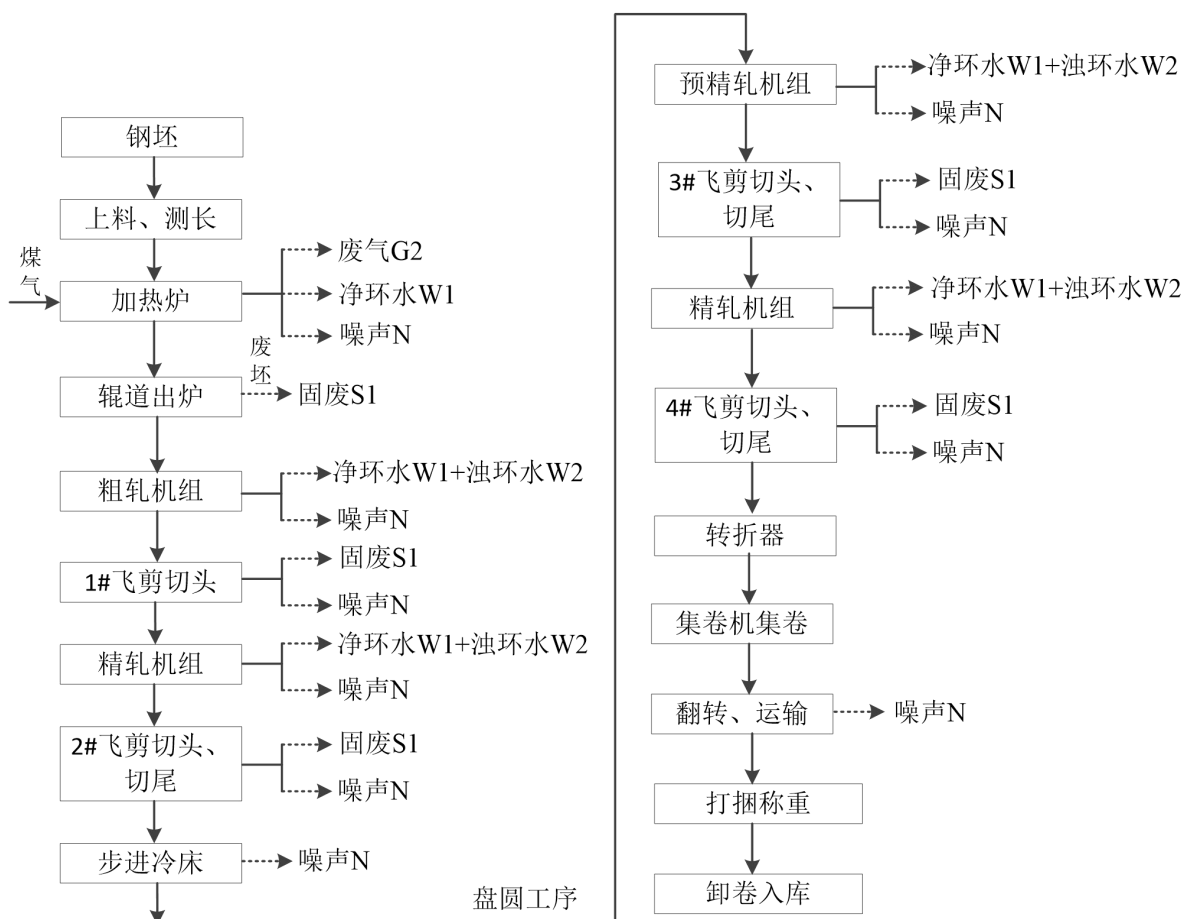 钢坯
上料、测长
煤气
加热炉
废气G2
净环水W1
噪声N
辊道出炉
废坯
固废S1
粗轧机组
净环水W1+浊环水W2
噪声N
1#飞剪切头
固废S1
噪声N
精轧机组
净环水W1+浊环水W2
噪声N
2#飞剪切头、
切尾
固废S1
噪声N
步进冷床
噪声N
盘圆工序
预精轧机组
净环水W1+浊环水W2
噪声N
3#飞剪切头、
切尾
固废S1
噪声N
精轧机组
净环水W1+浊环水W2
噪声N
4#飞剪切头、
切尾
固废S1
噪声N
转折器
集卷机集卷
翻转、运输
噪声N
打捆称重
卸卷入库